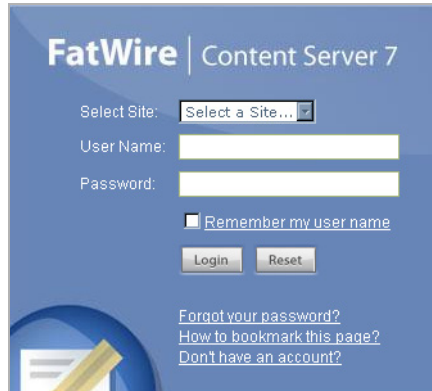 FatWire | Content Server 7
Select Site: Select a Site...
User Name:
Password:
Remember my user name
Login Reset
Forgot your password?
How to bookmark this page?
Don't have an account?